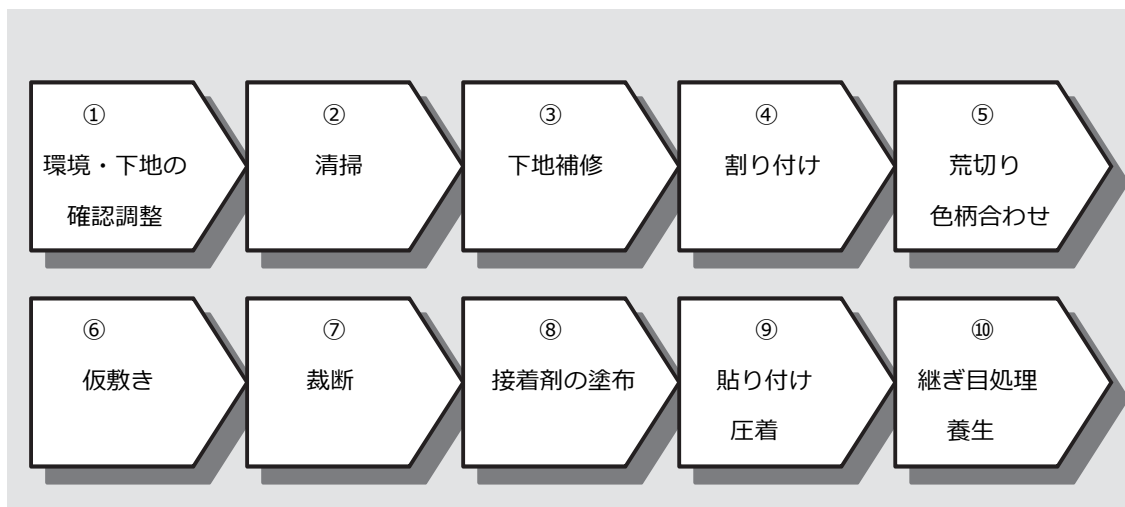 ①
環境・下地の
確認調整
②
清掃
③
下地補修
④
割り付け
⑤
荒切り
色柄合わせ
⑥
仮敷き
⑦
裁断
⑧
接着剤の塗布
⑨
貼り付け
圧着
⑩
継ぎ目処理
養生